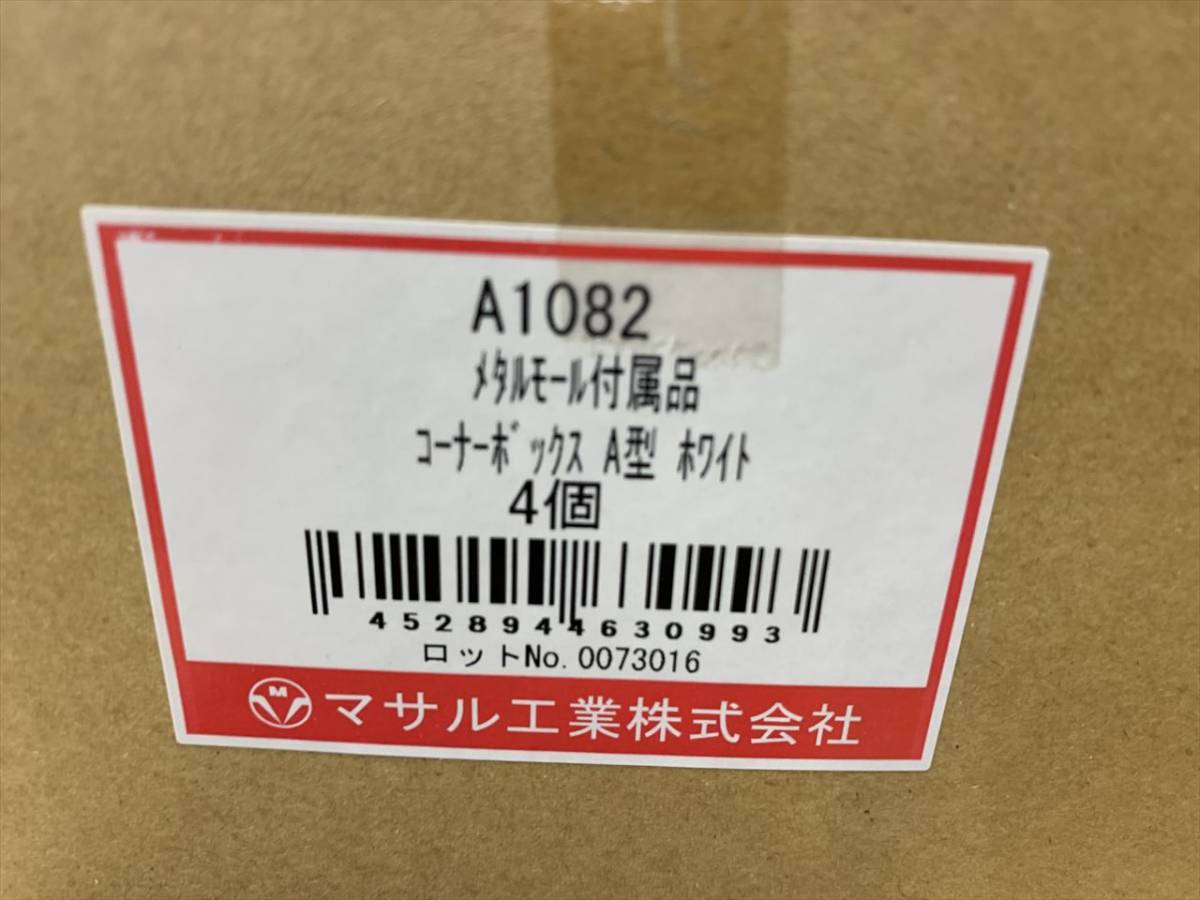 A1082
ﾒﾀﾙﾓｰﾙ付属品
ｺｰﾅｰﾎﾞｯｸｽ A型 ﾎﾜｲﾄ
4個
4528944630993
ロットNo. 0073016
M マサル工業株式会社